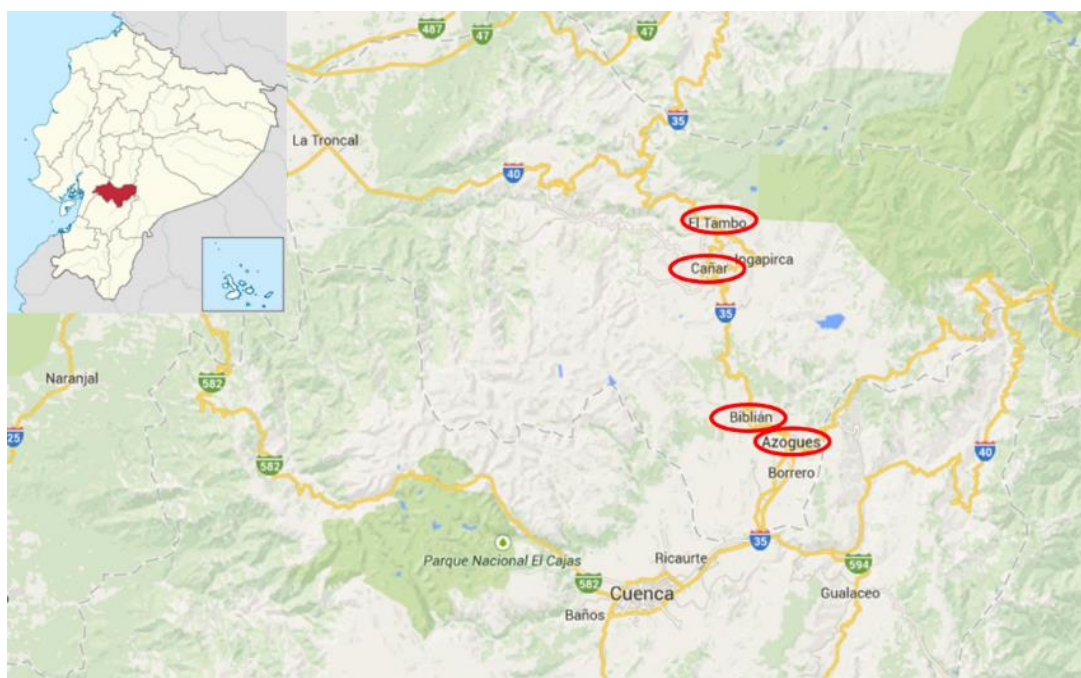 487
47
47
35
La Troncal
40
El Tambo
Ingapirca
Cañar
35
Naranjal
582
Biblián
25
Azogues
582
Borrero
40
35
Parque Nacional El Cajas
Ricaurte
594
582
Cuenca
Gualaceo
Baños